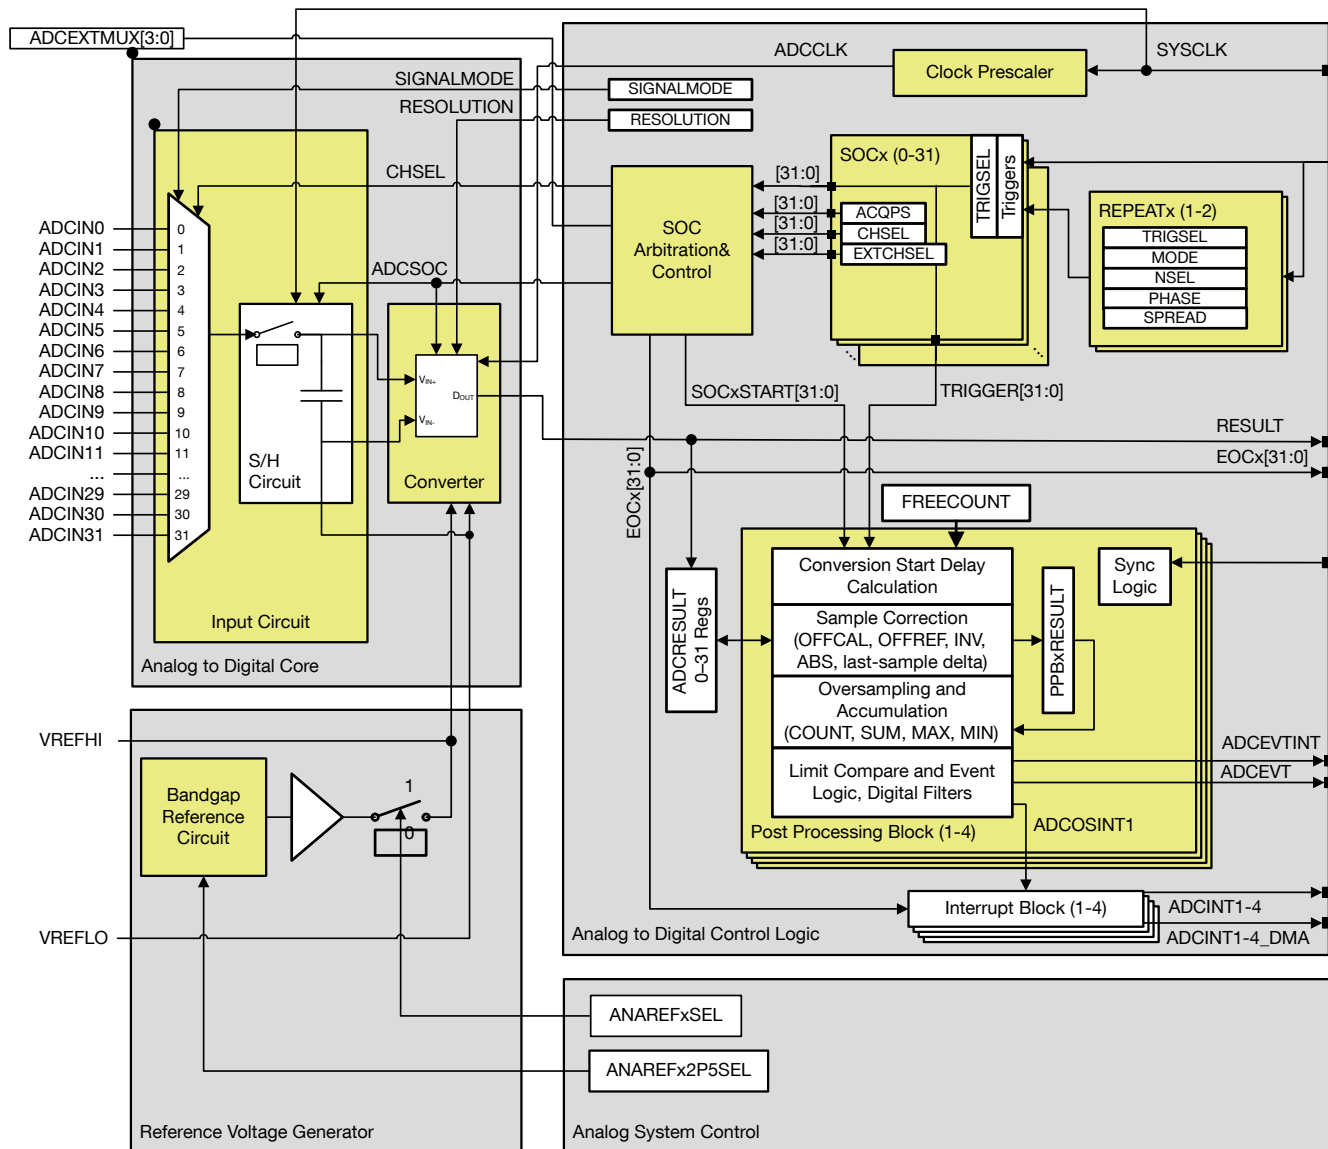 ADCEXTMUX[3:0]
ADCCLK
Clock Prescaler
SYSCLK
SIGNALMODE
SIGNALMODE
RESOLUTION
RESOLUTION
CHSEL
SOC
Arbitration&
Control
[31:0]
[31:0]
[31:0]
[31:0]
SOCx (0-31)
ACQPS
CHSEL
EXTCHSEL
TRIGSEL
Triggers
REPEATx (1-2)
TRIGSEL
MODE
NSEL
PHASE
SPREAD
ADCIN0
0
ADCIN1
1
ADCIN2
2
ADCIN3
3
ADCIN4
4
ADCIN5
5
ADCIN6
6
ADCIN7
7
ADCIN8
8
ADCIN9
9
ADCIN10
10
ADCIN11
11
...
...
ADCIN29
29
ADCIN30
30
ADCIN31
31
ADCSOC
S/H
Circuit
VIN+
VIN-
DOUT
Converter
Input Circuit
Analog to Digital Core
SOCxSTART[31:0]
TRIGGER[31:0]
RESULT
EOCx[31:0]
EOCx[31:0]
FREECOUNT
ADCRESULT
0–31 Regs
Conversion Start Delay
Calculation
Sample Correction
(OFFCAL, OFFREF, INV,
ABS, last-sample delta)
Oversampling and
Accumulation
(COUNT, SUM, MAX, MIN)
Limit Compare and Event
Logic, Digital Filters
PPBxRESULT
Sync
Logic
Post Processing Block (1-4)
ADCEVTINT
ADCEVT
ADCOSINT1
Interrupt Block (1-4)
ADCINT1-4
ADCINT1-4_DMA
Analog to Digital Control Logic
VREFHI
Bandgap
Reference
Circuit
1
0
VREFLO
Reference Voltage Generator
ANAREFxSEL
ANAREFx2P5SEL
Analog System Control